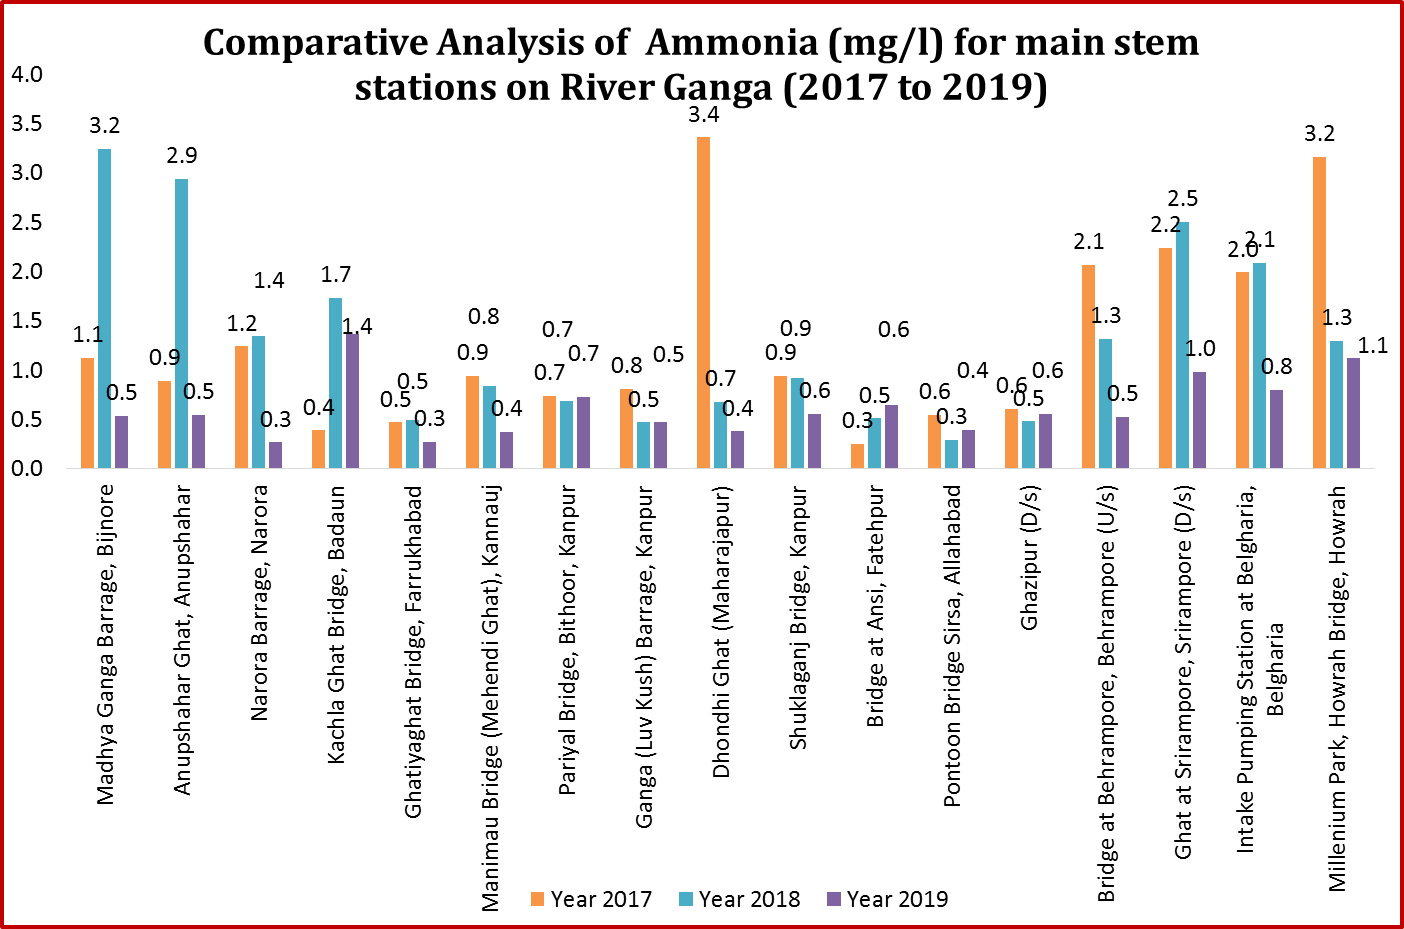 Comparative Analysis of Ammonia (mg/l) for main stem
stations on River Ganga (2017 to 2019)
4.0
3.5
3.0
2.5
2.0
1.5
1.0
0.5
0.0
1.1 3.2 0.5
0.9 2.9 0.5
1.2 1.4 0.3
0.4 1.7 1.4
0.5 0.5 0.3
0.9 0.8 0.4
0.7 0.7 0.7
0.8 0.5 0.5
3.4 0.7 0.4
0.9 0.9 0.6
0.3 0.5 0.6
0.6 0.3 0.4
0.6 0.5 0.6
2.1 1.3 0.5
2.2 2.5 1.0
2.0 2.1 0.8
3.2 1.3 1.1
Madhya Ganga Barrage, Bijnore
Anupshahar Ghat, Anupshahar
Narora Barrage, Narora
Kachla Ghat Bridge, Badaun
Ghatiyaghat Bridge, Farrukhabad
Manimau Bridge (Mehendi Ghat), Kannauj
Pariyal Bridge, Bithoor, Kanpur
Ganga (Luv Kush) Barrage, Kanpur
Dhondhi Ghat (Maharajapur)
Shuklaganj Bridge, Kanpur
Bridge at Ansi, Fatehpur
Pontoon Bridge Sirsa, Allahabad
Ghazipur (D/s)
Bridge at Behrampore, Behrampore (U/s)
Ghat at Srirampore, Srirampore (D/s)
Intake Pumping Station at Belgharia,
Belgharia
Millenium Park, Howrah Bridge, Howrah
Year 2017 Year 2018 Year 2019